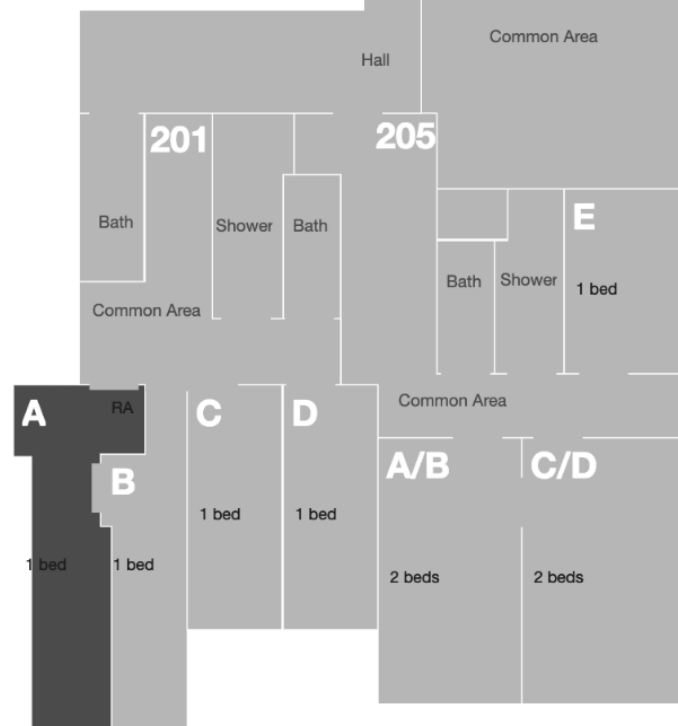 Common Area
Hall
201
205
Bath
Shower
Bath
E
Bath
Shower
1 bed
Common Area
A
RA
C
D
Common Area
B
A/B
C/D
1 bed
1 bed
1 bed
1 bed
2 beds
2 beds